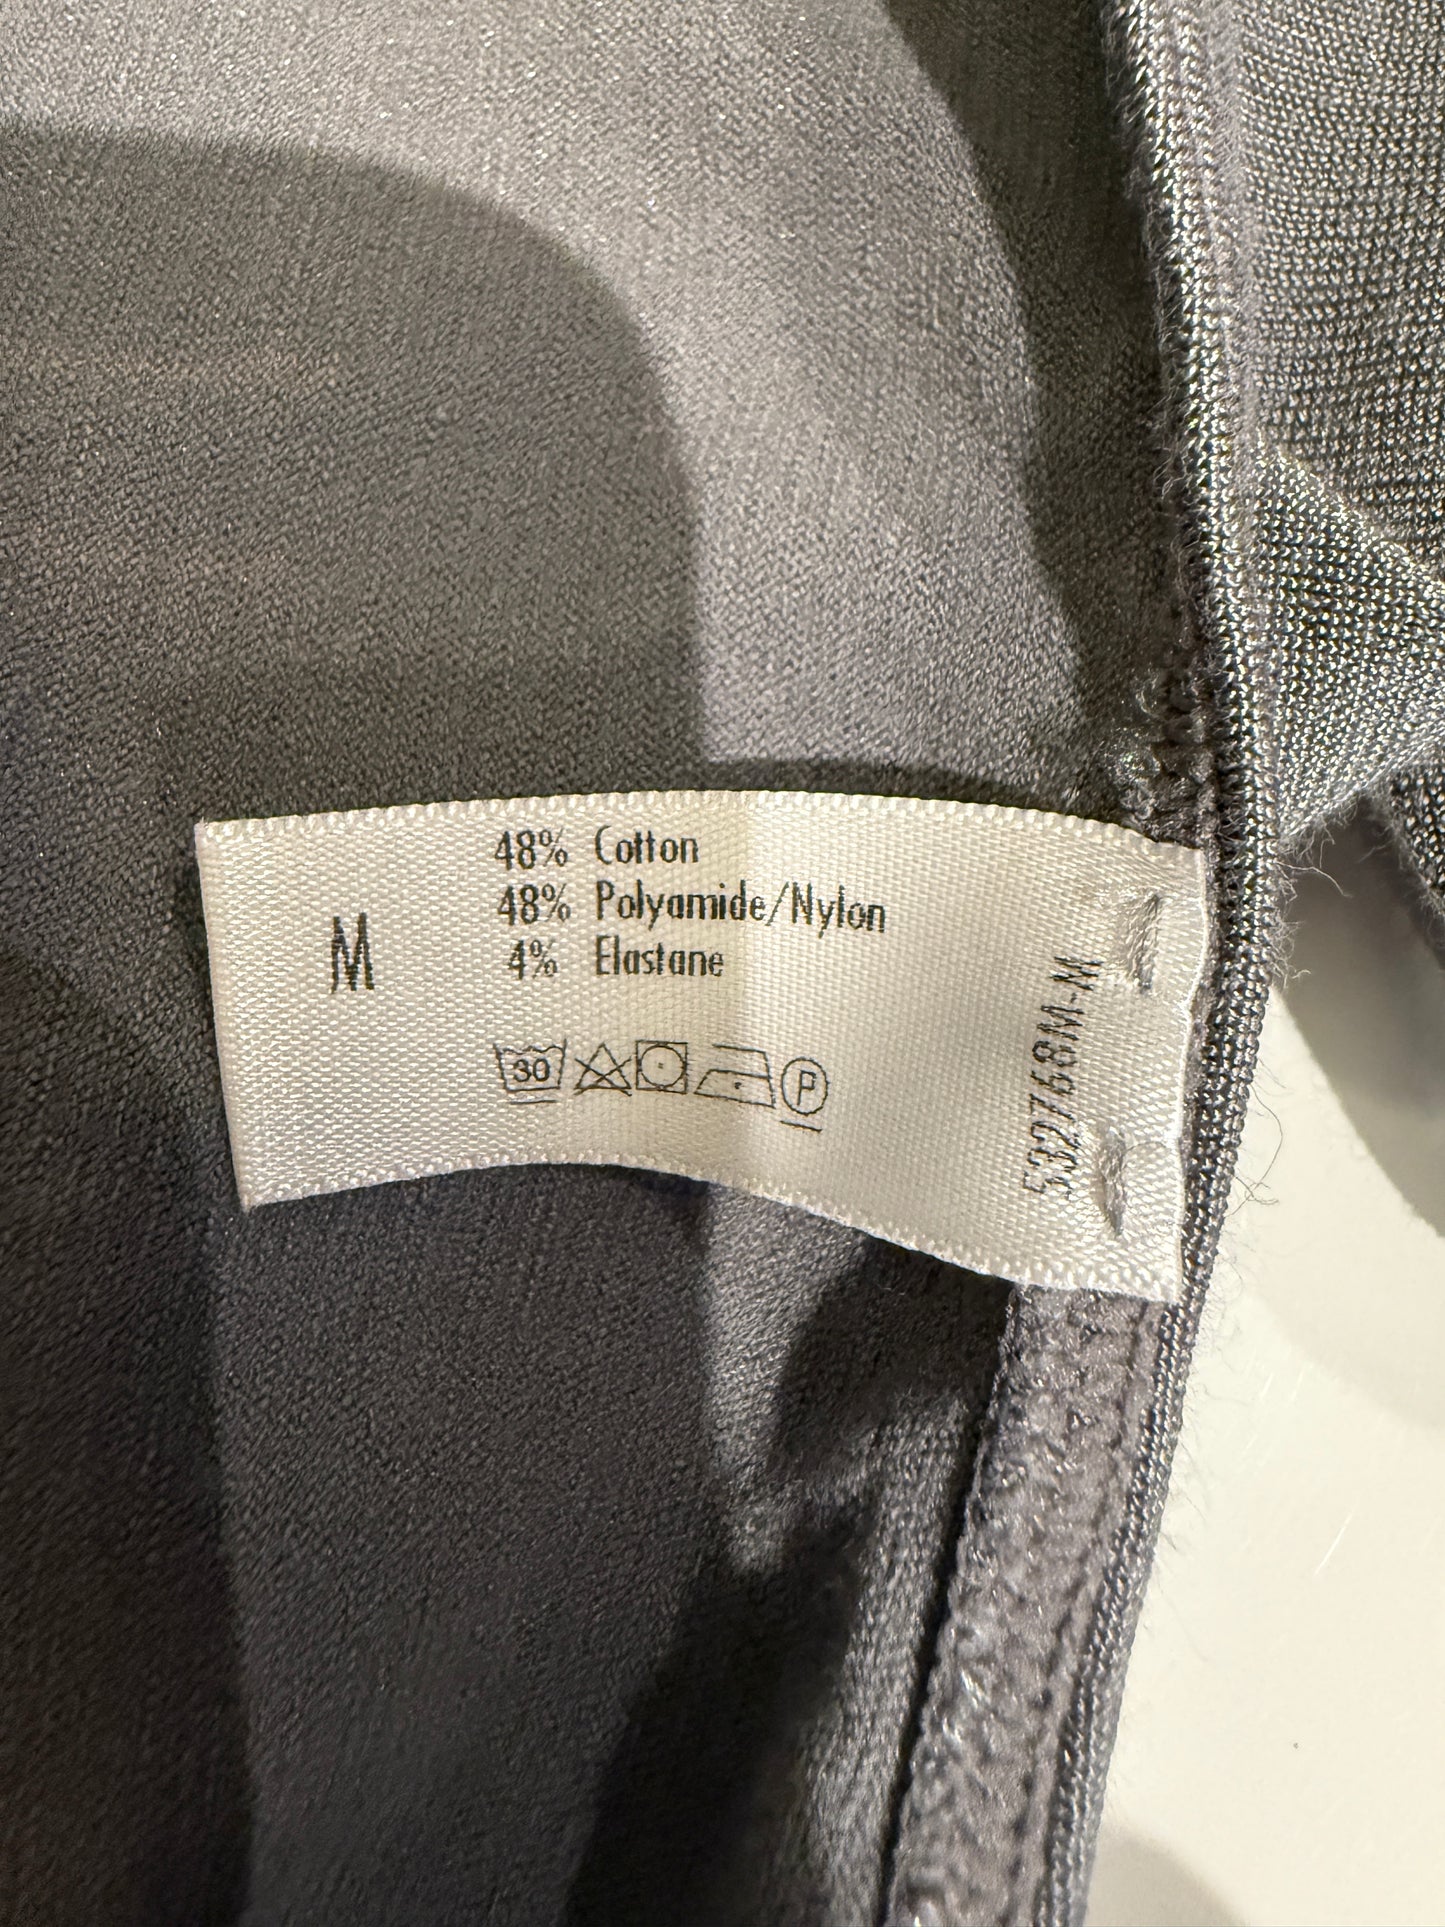 48% Cotton
48% Polyamide/Nylon
4% Elastane
M
30
P
532768M-M